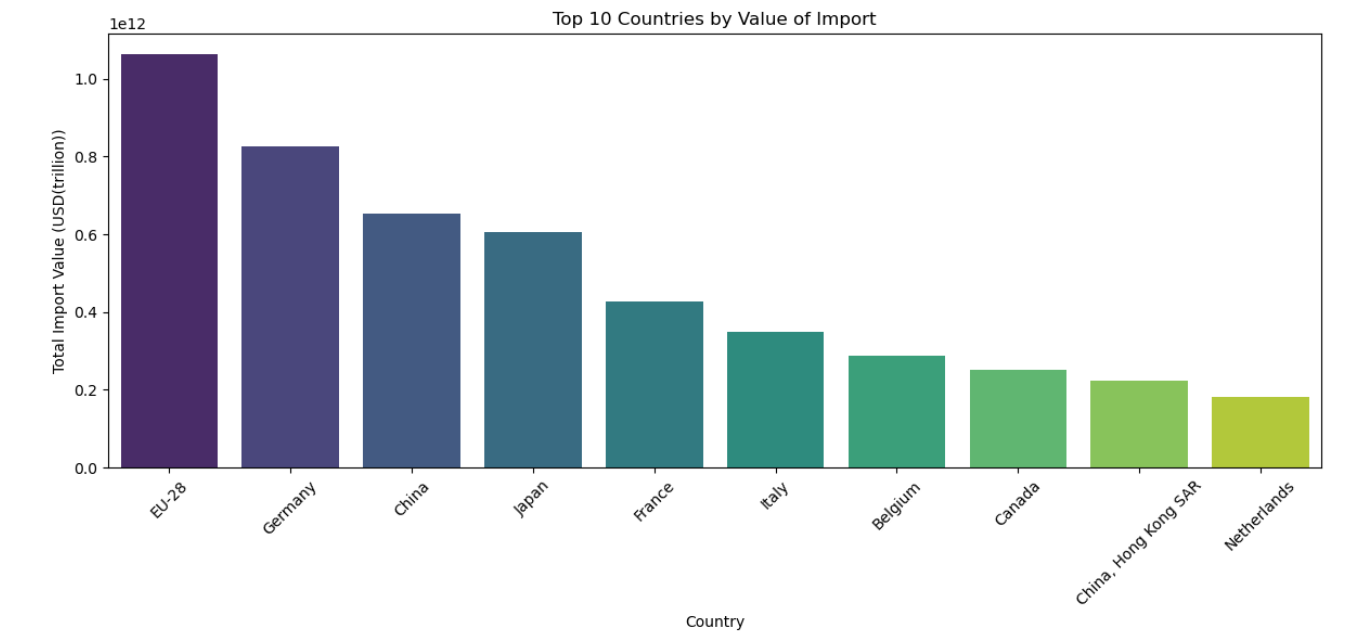 Top 10 Countries by Value of Import
1e12
Total Import Value (USD(trillion))
1.0
0.8
0.6
0.4
0.2
0.0
EU-28
Germany
China
Japan
France
Italy
Belgium
Canada
China, Hong Kong SAR
Netherlands
Country